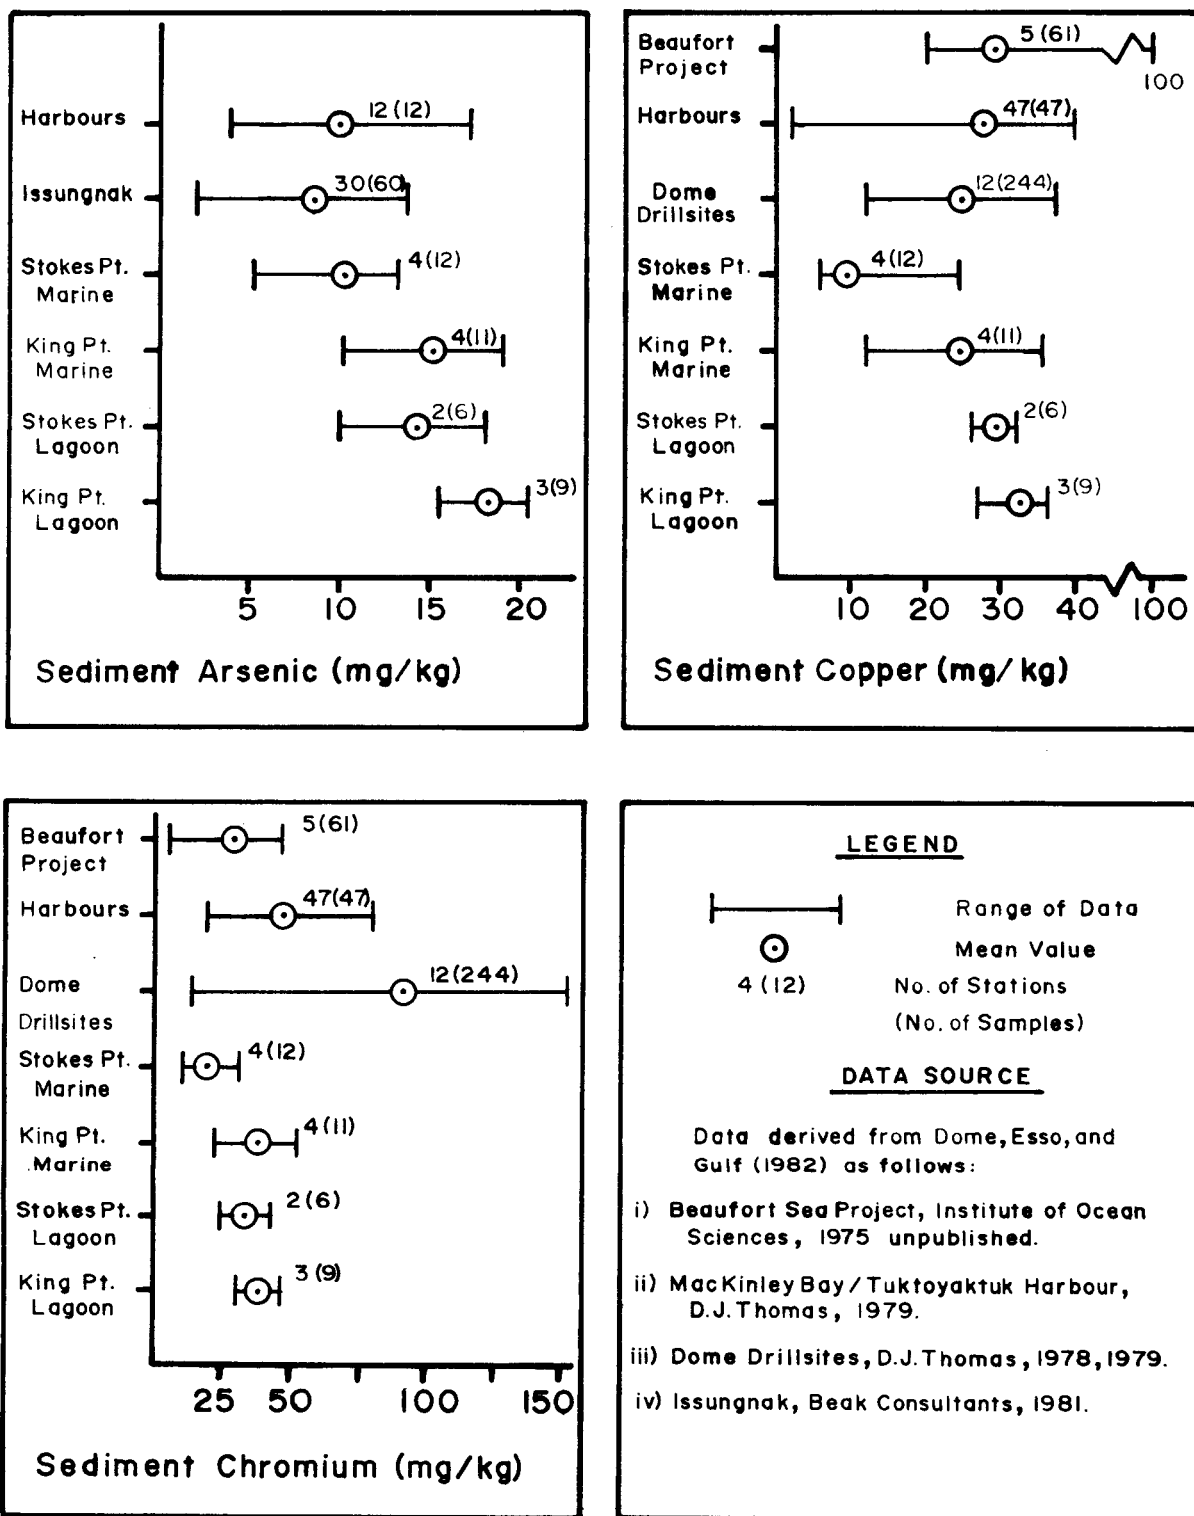 Harbours
12 (12)
Issungnak
30(60)
Stokes Pt.
Marine
4(12)
King Pt.
Marine
4(11)
Stokes Pt.
Lagoon
2(6)
King Pt.
Lagoon
3(9)
5 10 15 20
Sediment Arsenic (mg/kg)
Beaufort
Project
5 (61)
100
Harbours
47(47)
Dome
Drillsites
12(244)
Stokes Pt.
Marine
4(12)
King Pt.
Marine
4(11)
Stokes Pt.
Lagoon
2(6)
King Pt.
Lagoon
3(9)
10 20 30 40 100
Sediment Copper (mg/kg)
Beaufort
Project
5(61)
Harbours
47(47)
Dome
Drillsites
12(244)
Stokes Pt.
Marine
4(12)
King Pt.
Marine
4(11)
Stokes Pt.
Lagoon
2(6)
King Pt.
Lagoon
3(9)
25 50 100 150
Sediment Chromium (mg/kg)
LEGEND
Range of Data
Mean Value
4 (12) No. of Stations
(No. of Samples)
DATA SOURCE
Data derived from Dome, Esso, and
Gulf (1982) as follows:
i) Beaufort Sea Project, Institute of Ocean
Sciences, 1975 unpublished.
ii) MacKinley Bay/Tuktoyaktuk Harbour,
D.J. Thomas, 1979.
iii) Dome Drillsites, D.J. Thomas, 1978, 1979.
iv) Issungnak, Beak Consultants, 1981.